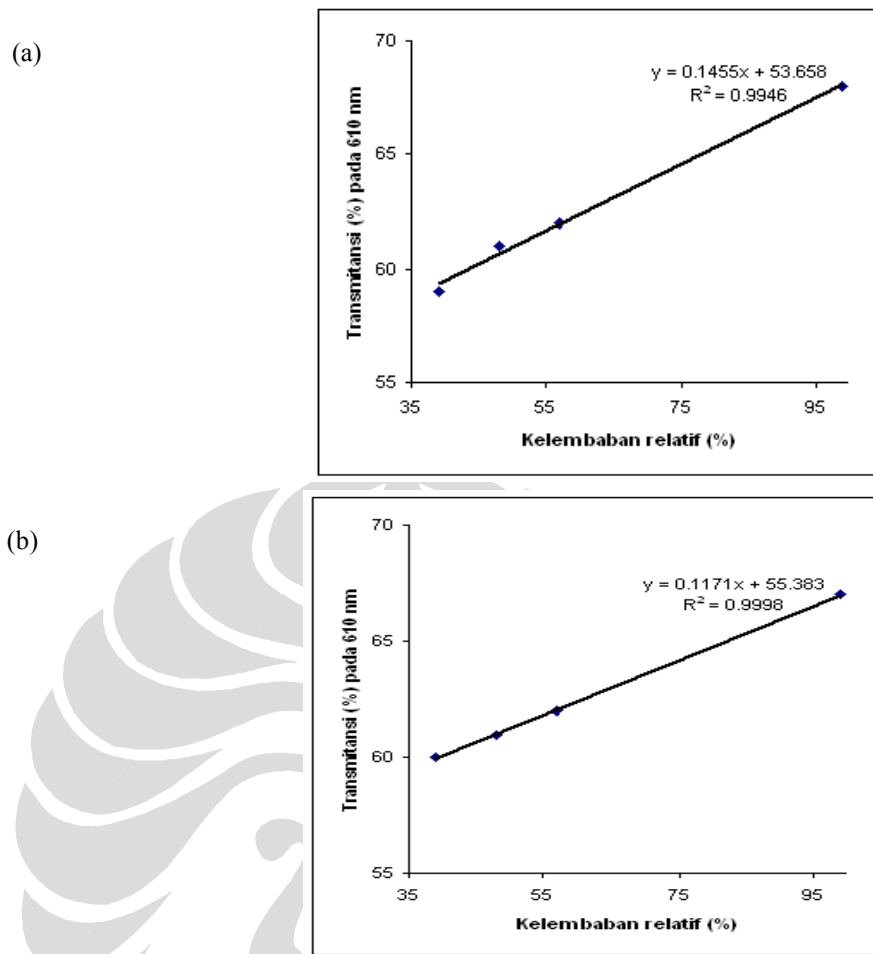 (a)
70
65
60
55
35 55 75 95
Transmitansi (%) pada 610 nm
Kelembaban relatif (%)
y = 0.1455x + 53.658
R² = 0.9946
(b)
70
65
60
55
35 55 75 95
Transmitansi (%) pada 610 nm
Kelembaban relatif (%)
y = 0.1171x + 55.383
R² = 0.9998